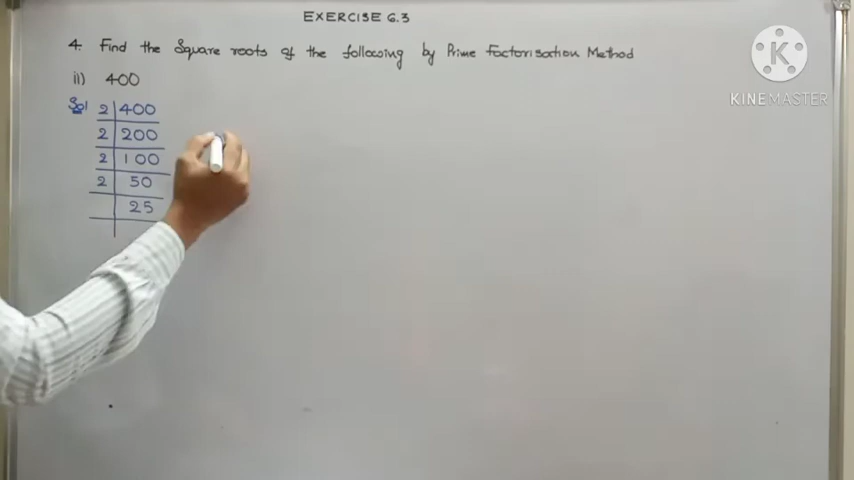 EXERCISE 6.3
4. Find the Square roots of the following by Prime Factorisation Method
ii) 400
Sol 2 400
2 200
2 100
2 50
25
K
KINEMASTER